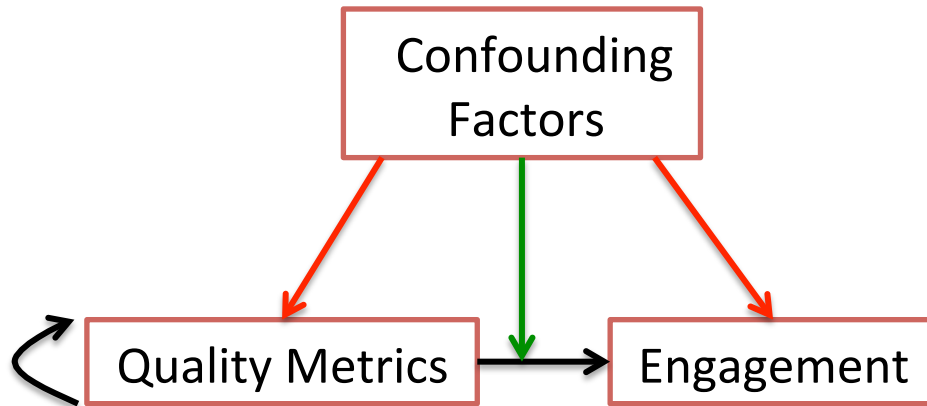 Confounding
Factors
Quality Metrics
Engagement